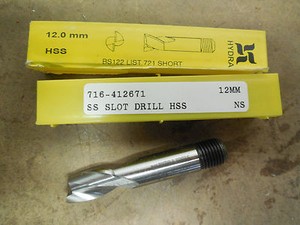 12.0 mm
HSS
BS122 LIST 721 SHORT
HYDRA
716-412671 12MM
SS SLOT DRILL HSS NS